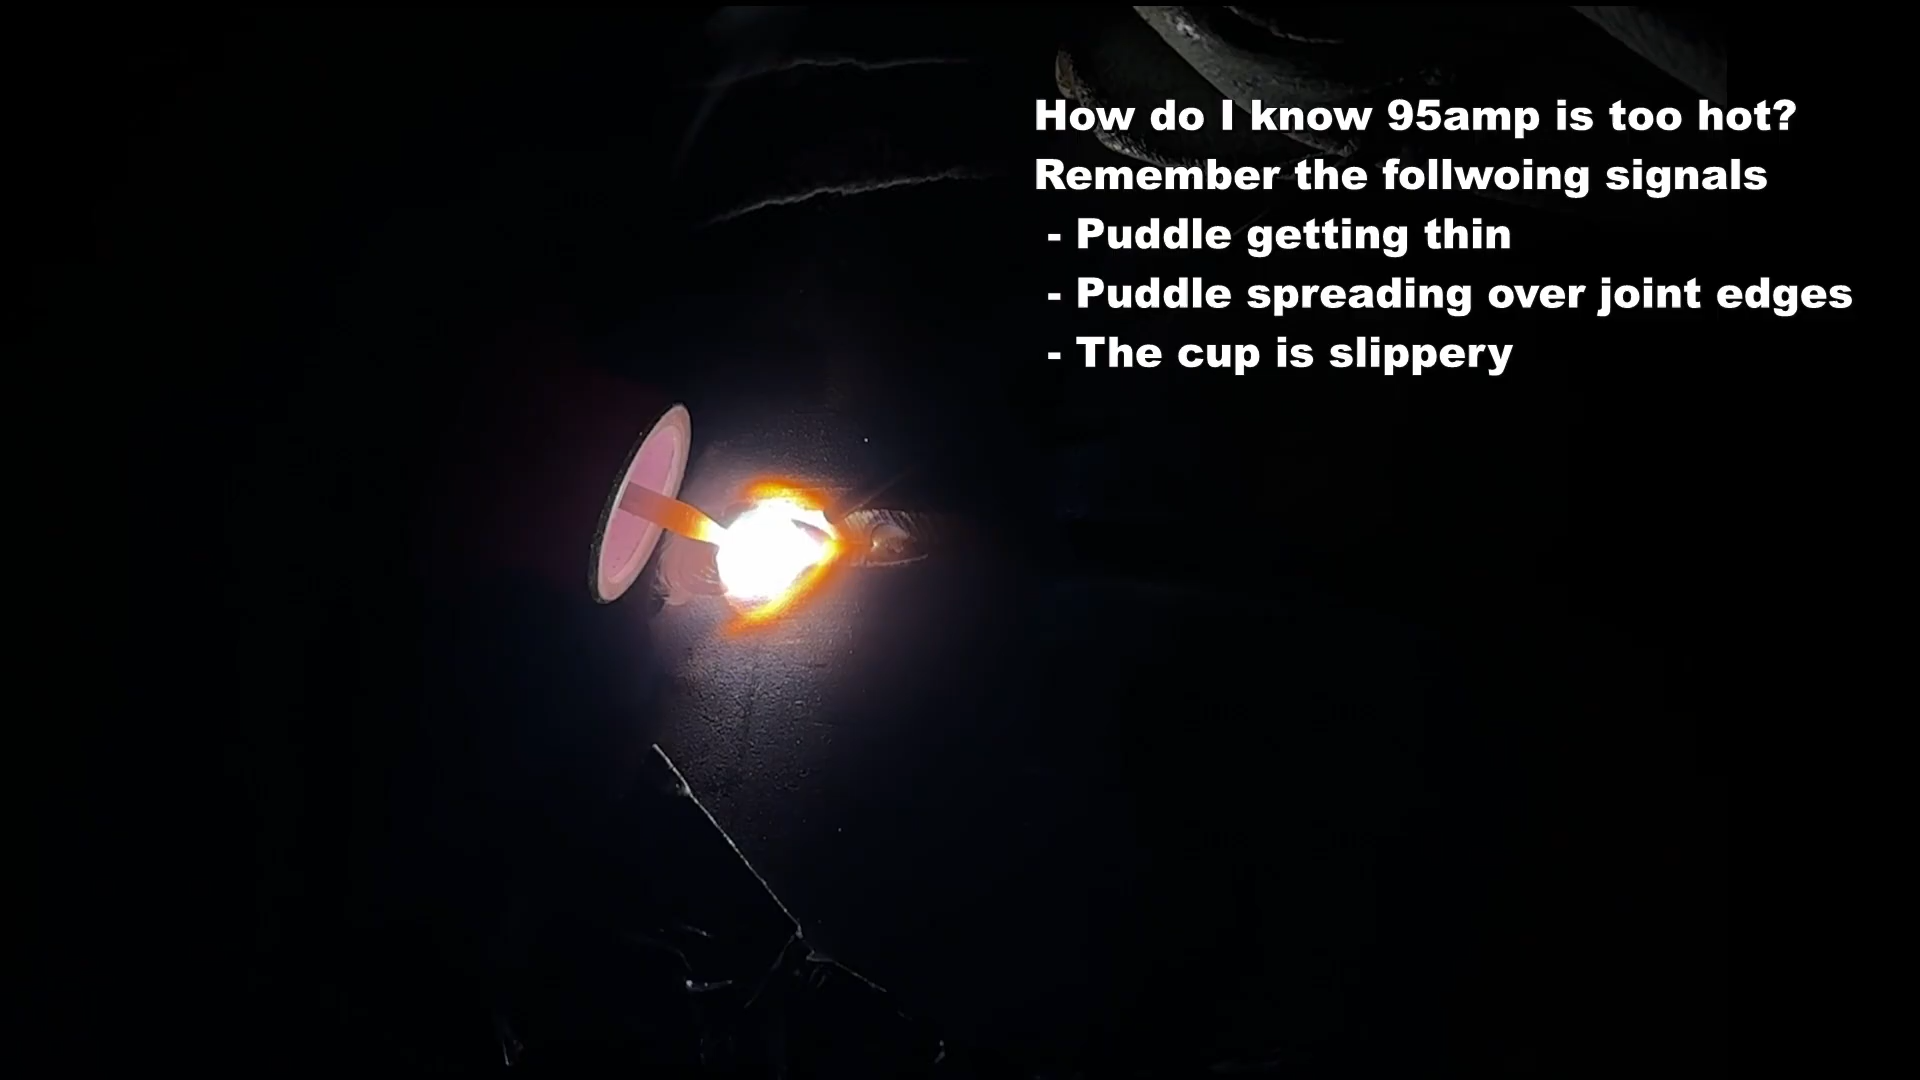 How do I know 95amp is too hot?
Remember the follwoing signals
- Puddle getting thin
- Puddle spreading over joint edges
- The cup is slippery